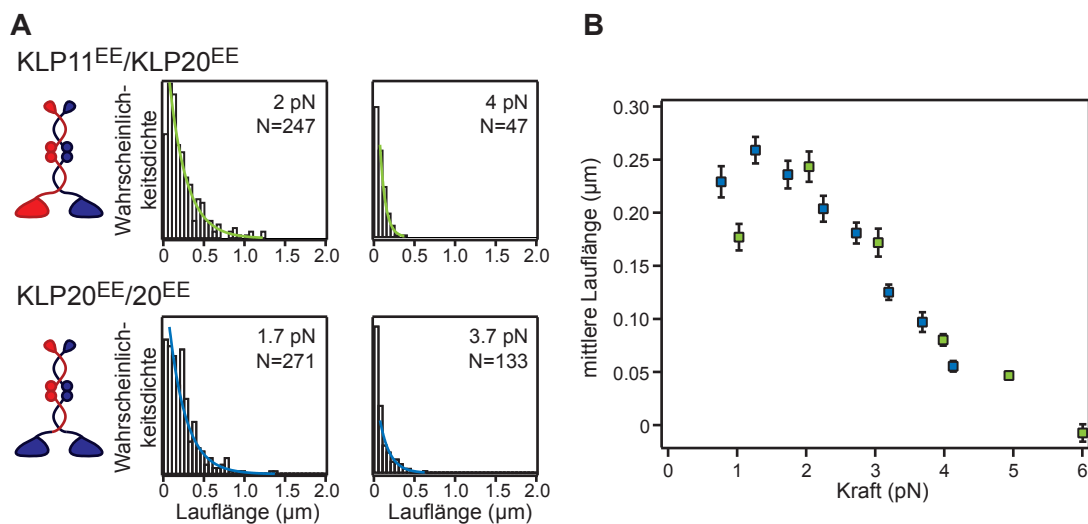 A
KLP11EE/KLP20EE
Wahrscheinlich-
keitsdichte
2 pN
N=247
0 0.5 1.0 1.5 2.0
4 pN
N=47
0 0.5 1.0 1.5 2.0
KLP20EE/20EE
Wahrscheinlich-
keitsdichte
1.7 pN
N=271
0 0.5 1.0 1.5 2.0
Lauflänge (µm)
3.7 pN
N=133
0 0.5 1.0 1.5 2.0
Lauflänge (µm)
B
mittlere Lauflänge (µm)
0.30
0.25
0.20
0.15
0.10
0.05
0
0 1 2 3 4 5 6
Kraft (pN)